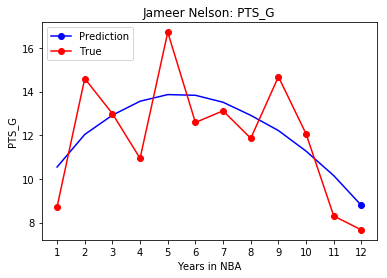 Jameer Nelson: PTS_G
Prediction
True
PTS_G
16
14
12
10
8
1 2 3 4 5 6 7 8 9 10 11 12
Years in NBA